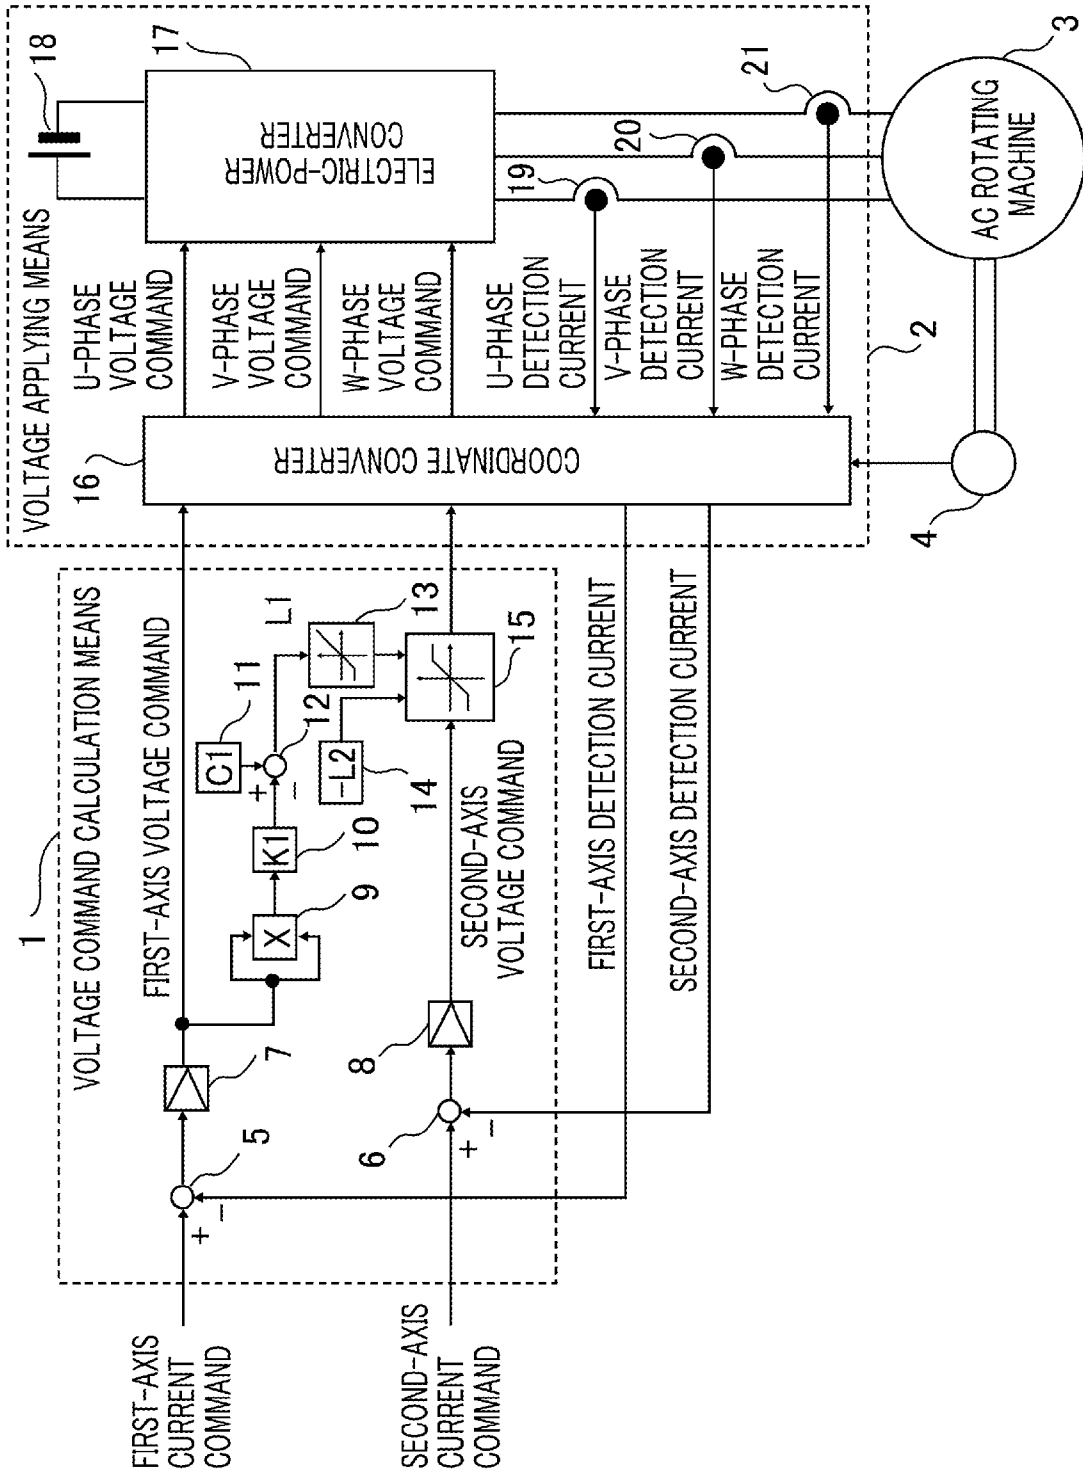 1
VOLTAGE COMMAND CALCULATION MEANS
FIRST-AXIS
CURRENT
COMMAND
+
−
5
7
FIRST-AXIS VOLTAGE COMMAND
X
9
K1
10
C1
11
+
−
12
L1
13
-L2
14
15
SECOND-AXIS
CURRENT
COMMAND
+
−
6
8
SECOND-AXIS
VOLTAGE COMMAND
FIRST-AXIS DETECTION CURRENT
SECOND-AXIS DETECTION CURRENT
VOLTAGE APPLYING MEANS
16
COORDINATE CONVERTER
U-PHASE
VOLTAGE
COMMAND
V-PHASE
VOLTAGE
COMMAND
W-PHASE
VOLTAGE
COMMAND
U-PHASE
DETECTION
CURRENT
V-PHASE
DETECTION
CURRENT
W-PHASE
DETECTION
CURRENT
18
17
ELECTRIC-POWER
CONVERTER
19
20
21
2
4
AC ROTATING
MACHINE
3